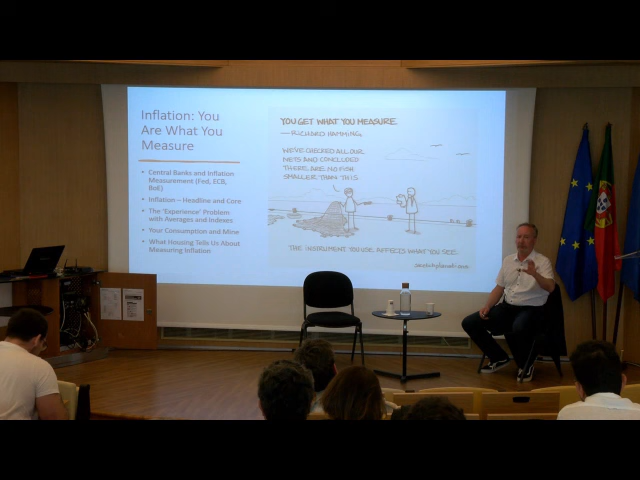 Inflation: You
Are What You
Measure
• Central Banks and Inflation
Measurement (Fed, ECB,
BoE)
• Inflation – Headline and Core
• The 'Experience' Problem
with Averages and Indexes
• Your Consumption and Mine
• What Housing Tells Us About
Measuring Inflation
YOU GET WHAT YOU MEASURE.
— RICHARD HAMMING
WE'VE CHECKED ALL OUR
NETS AND CONCLUDED
THERE ARE NO FISH
SMALLER THAN THIS
THE INSTRUMENT YOU USE AFFECTS WHAT YOU SEE.